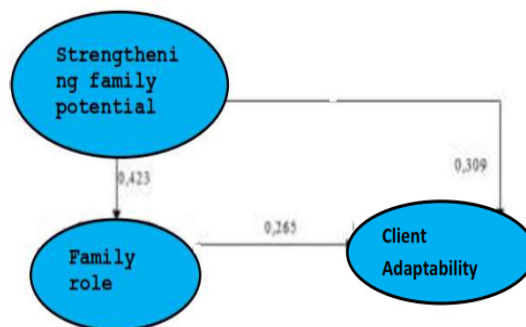 Strengtheni
ng family
potential
0,423
0,309
0,265
Family
role
Client
Adaptability